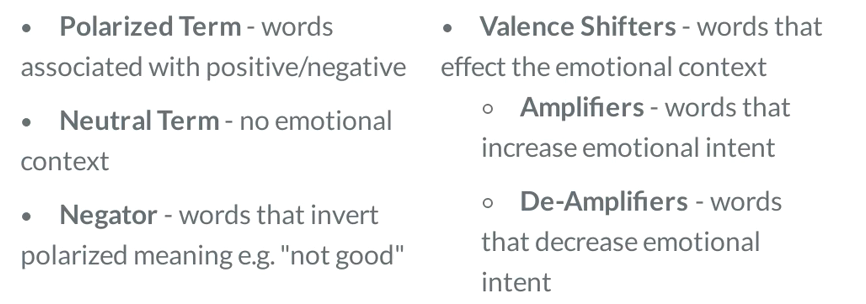 • Polarized Term - words
associated with positive/negative
• Neutral Term - no emotional
context
• Negator - words that invert
polarized meaning e.g. "not good"
• Valence Shifters - words that
effect the emotional context
◦ Amplifiers - words that
increase emotional intent
◦ De-Amplifiers - words
that decrease emotional
intent